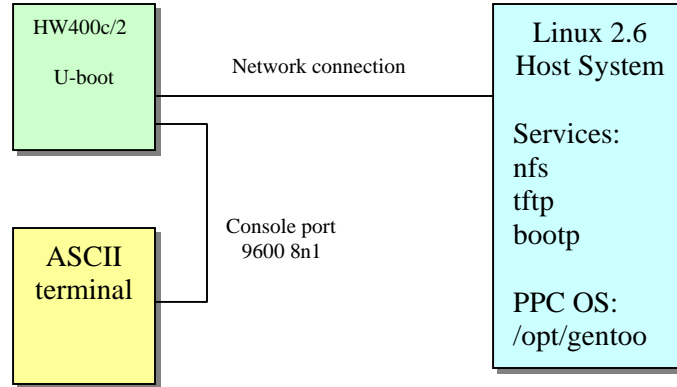 HW400c/2
U-boot
Network connection
Linux 2.6
Host System
Services:
nfs
tftp
bootp
PPC OS:
/opt/gentoo
Console port
9600 8n1
ASCII
terminal